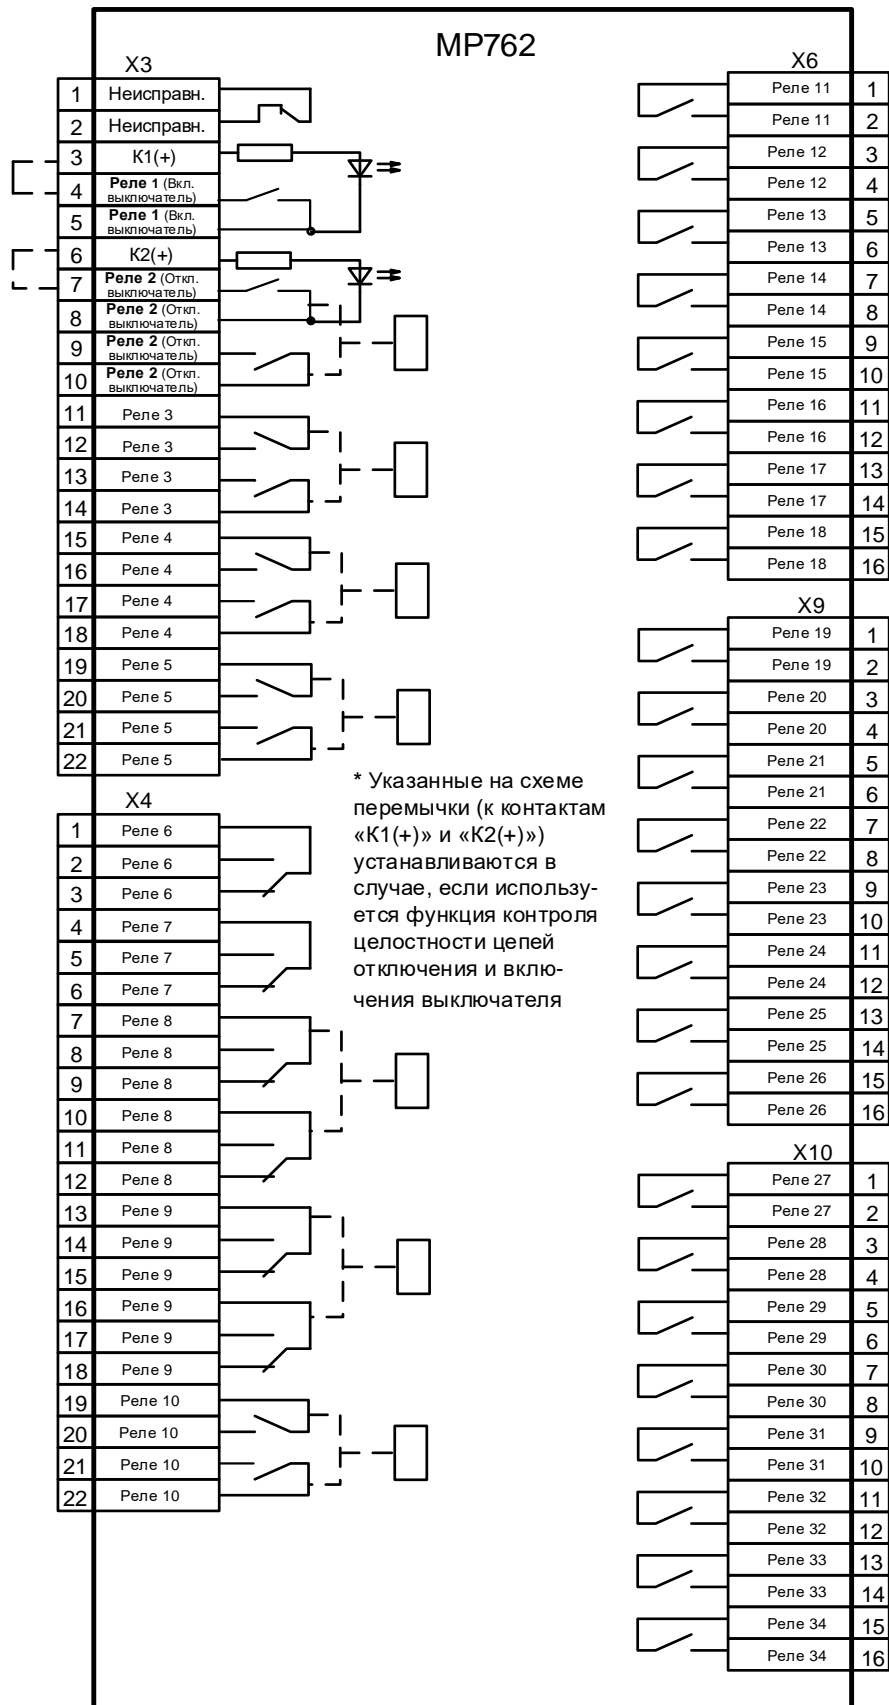 МР762
X3
1 Неисправн.
2 Неисправн.
3 К1(+)
4 Реле 1 (Вкл.
выключатель)
5 Реле 1 (Вкл.
выключатель)
6 К2(+)
7 Реле 2 (Откл.
выключатель)
8 Реле 2 (Откл.
выключатель)
9 Реле 2 (Откл.
выключатель)
10 Реле 2 (Откл.
выключатель)
11 Реле 3
12 Реле 3
13 Реле 3
14 Реле 3
15 Реле 4
16 Реле 4
17 Реле 4
18 Реле 4
19 Реле 5
20 Реле 5
21 Реле 5
22 Реле 5
X4
1 Реле 6
2 Реле 6
3 Реле 6
4 Реле 7
5 Реле 7
6 Реле 7
7 Реле 8
8 Реле 8
9 Реле 8
10 Реле 8
11 Реле 8
12 Реле 8
13 Реле 9
14 Реле 9
15 Реле 9
16 Реле 9
17 Реле 9
18 Реле 9
19 Реле 10
20 Реле 10
21 Реле 10
22 Реле 10
* Указанные на схеме
перемычки (к контактам
«К1(+)» и «К2(+)»)
устанавливаются в
случае, если использу-
ется функция контроля
целостности цепей
отключения и вклю-
чения выключателя
X6
Реле 11 1
Реле 11 2
Реле 12 3
Реле 12 4
Реле 13 5
Реле 13 6
Реле 14 7
Реле 14 8
Реле 15 9
Реле 15 10
Реле 16 11
Реле 16 12
Реле 17 13
Реле 17 14
Реле 18 15
Реле 18 16
X9
Реле 19 1
Реле 19 2
Реле 20 3
Реле 20 4
Реле 21 5
Реле 21 6
Реле 22 7
Реле 22 8
Реле 23 9
Реле 23 10
Реле 24 11
Реле 24 12
Реле 25 13
Реле 25 14
Реле 26 15
Реле 26 16
X10
Реле 27 1
Реле 27 2
Реле 28 3
Реле 28 4
Реле 29 5
Реле 29 6
Реле 30 7
Реле 30 8
Реле 31 9
Реле 31 10
Реле 32 11
Реле 32 12
Реле 33 13
Реле 33 14
Реле 34 15
Реле 34 16